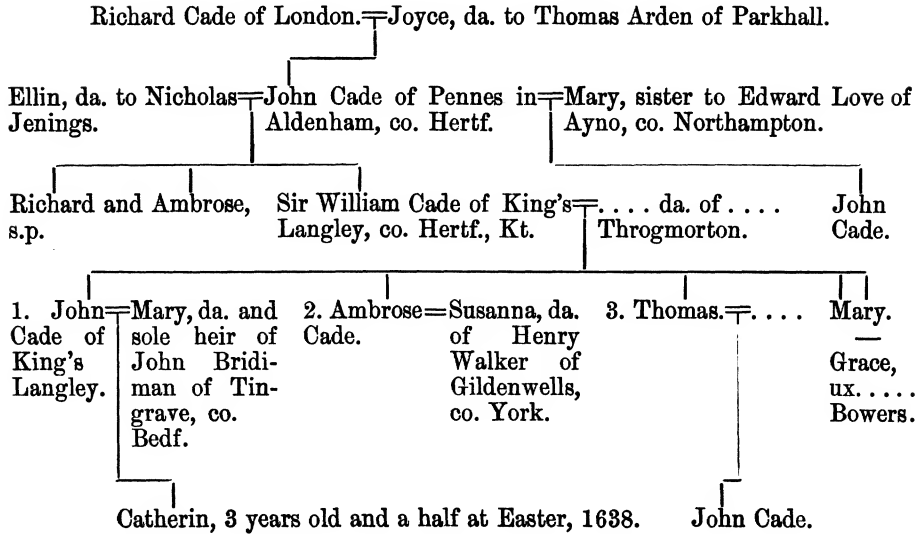 Richard Cade of London.=Joyce, da. to Thomas Arden of Parkhall.
Ellin, da. to Nicholas=John Cade of Pennes in=Mary, sister to Edward Love of
Jenings. Aldenham, co. Hertf. Ayno, co. Northampton.
Richard and Ambrose, Sir William Cade of King's=. . . . da. of . . . . John
s.p. Langley, co. Hertf., Kt. Throgmorton. Cade.
1. John=Mary, da. and 2. Ambrose=Susanna, da. 3. Thomas.=. . . . Mary.
Cade of sole heir of Cade. of Henry —
King's John Bridi- Walker of Grace,
Langley. man of Tin- Gildenwells, ux. . . . .
grave, co. co. York. Bowers.
Bedf.
Catherin, 3 years old and a half at Easter, 1638. John Cade.